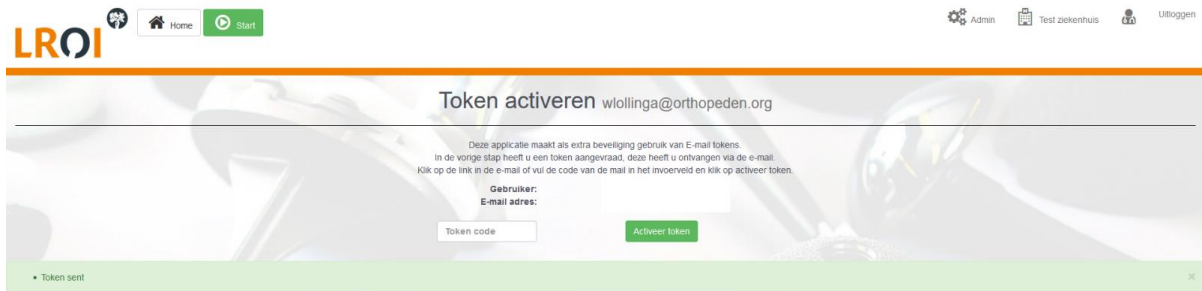 LROI
Home
Start
Admin
Test ziekenhuis
Uitloggen
Token activeren wlollinga@orthopeden.org
Deze applicatie maakt als extra beveiliging gebruik van E-mail tokens.
In de vorige stap heeft u een token aangevraad, deze heeft u ontvangen via de e-mail.
Klik op de link in de e-mail of vul de code van de mail in het invoerveld en klik op activeer token.
Gebruiker:
E-mail adres:
Token code
Activeer token
• Token sent
×